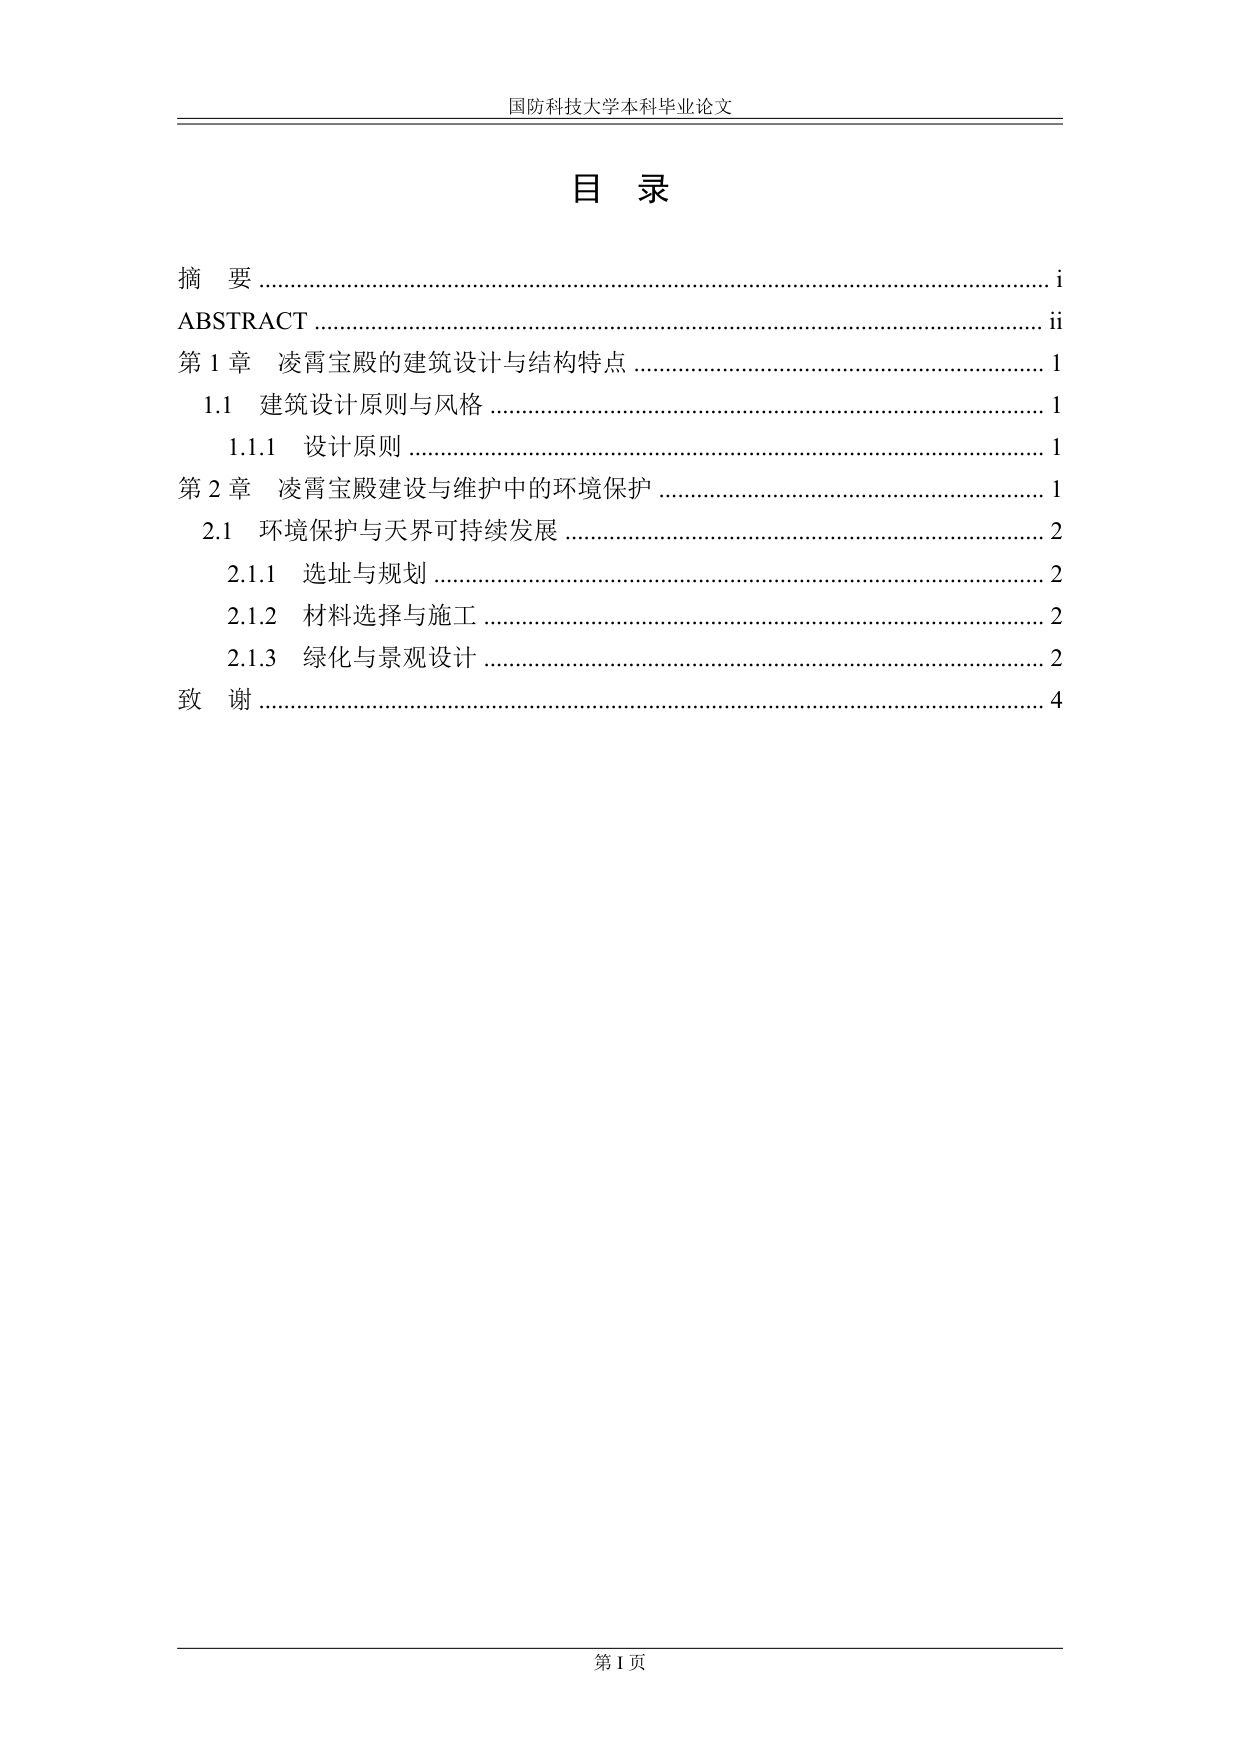 国防科技大学本科毕业论文
目　录
摘　要 ........................................ i
ABSTRACT ........................................ ii
第 1 章　凌霄宝殿的建筑设计与结构特点 ........................................ 1
1.1　建筑设计原则与风格 ........................................ 1
1.1.1　设计原则 ........................................ 1
第 2 章　凌霄宝殿建设与维护中的环境保护 ........................................ 1
2.1　环境保护与天界可持续发展 ........................................ 2
2.1.1　选址与规划 ........................................ 2
2.1.2　材料选择与施工 ........................................ 2
2.1.3　绿化与景观设计 ........................................ 2
致　谢 ........................................ 4
第 I 页